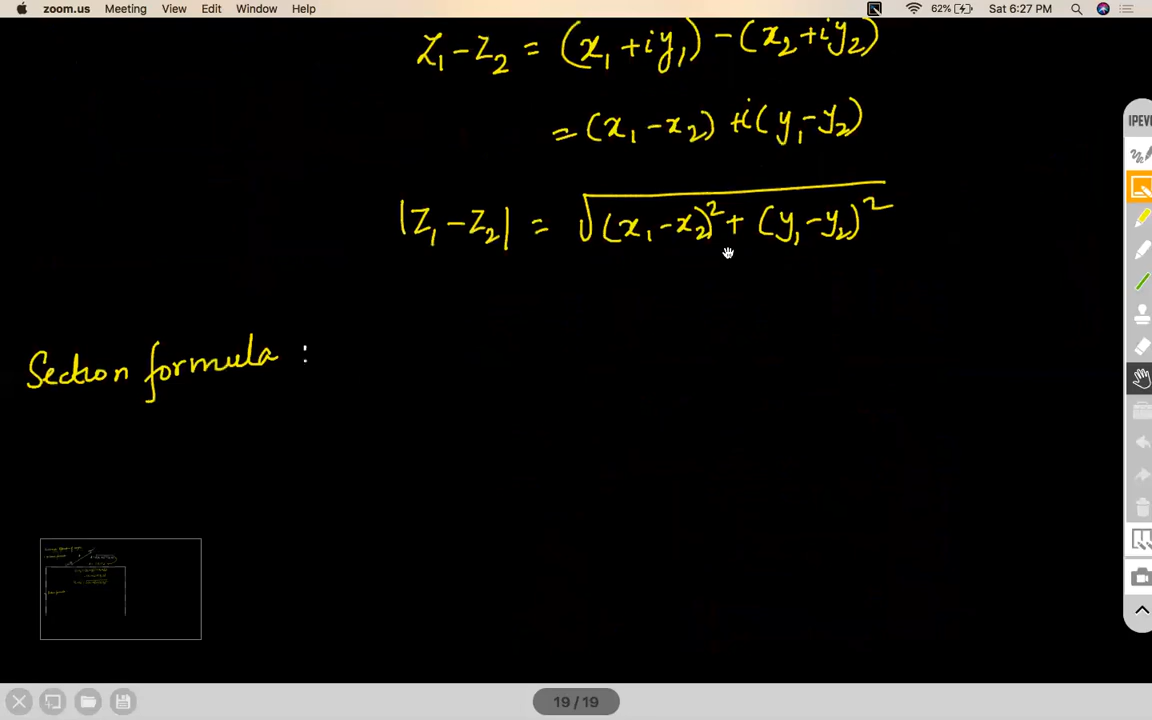 zoom.us Meeting View Edit Window Help 62% Sat 6:27 PM
z₁-z₂ = (x₁+iy₁) - (x₂+iy₂)
= (x₁-x₂) + i(y₁-y₂)
|z₁-z₂| = √((x₁-x₂)² + (y₁-y₂)²)
Section formula :
IPEV
19 / 19